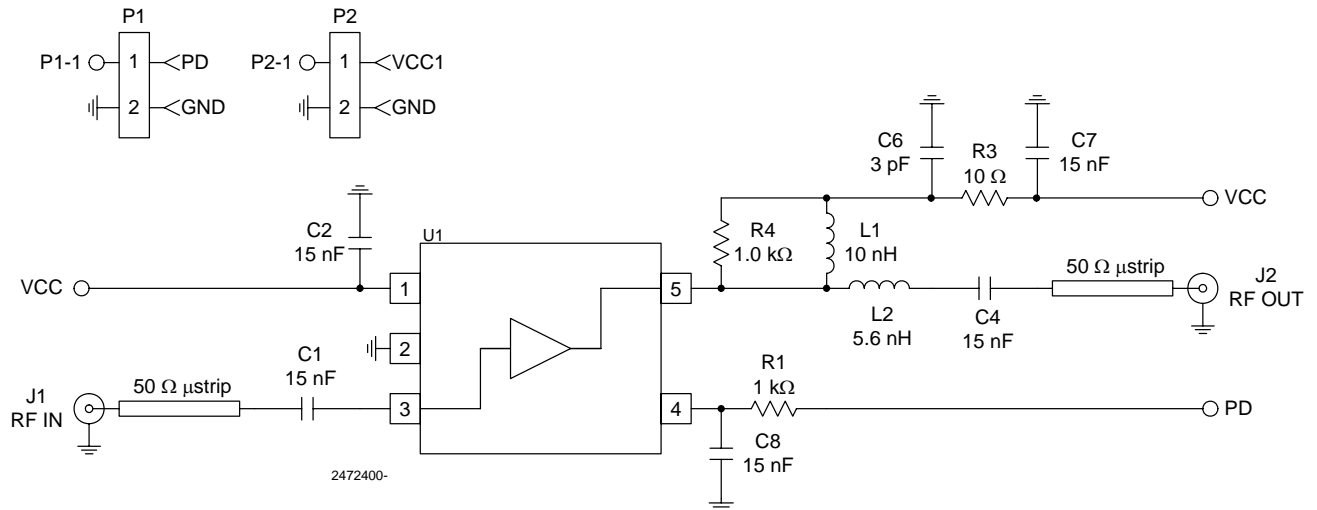 P1
P2
P1-1
1
PD
2
GND
P2-1
1
VCC1
2
GND
C6
3 pF
R3
10 Ω
C7
15 nF
VCC
C2
15 nF
U1
R4
1.0 kΩ
L1
10 nH
VCC
1
5
50 Ω μstrip
J2
RF OUT
L2
5.6 nH
C4
15 nF
2
C1
15 nF
R1
1 kΩ
J1
RF IN
50 Ω μstrip
3
4
PD
C8
15 nF
2472400-